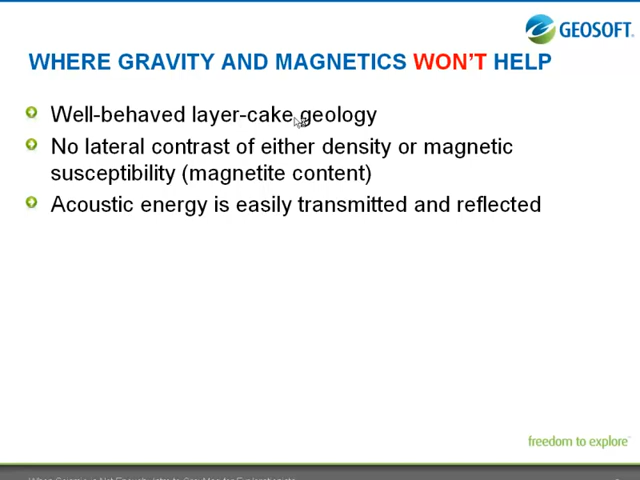 GEOSOFT.
WHERE GRAVITY AND MAGNETICS WON'T HELP
Well-behaved layer-cake geology
No lateral contrast of either density or magnetic
susceptibility (magnetite content)
Acoustic energy is easily transmitted and reflected
freedom to explore